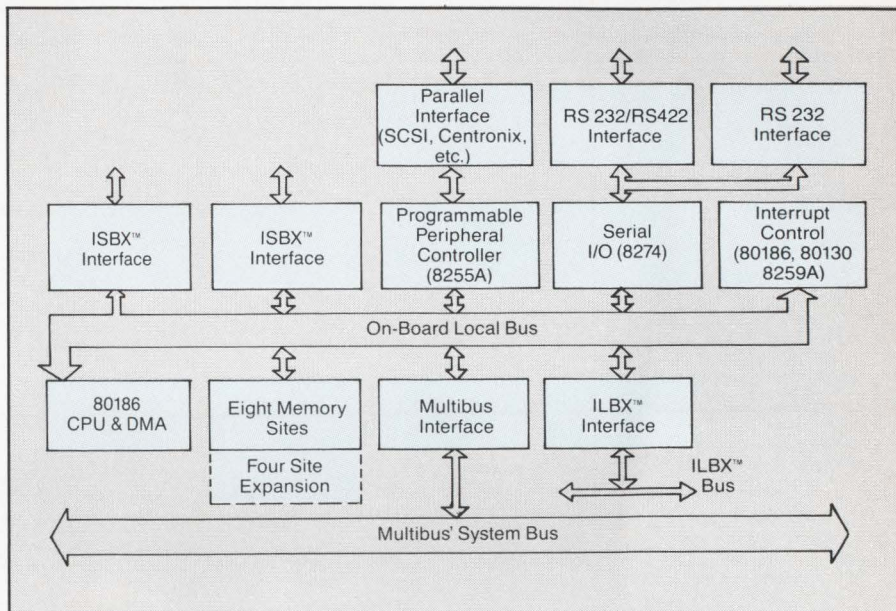 Parallel
Interface
(SCSI, Centronix,
etc.)
RS 232/RS422
Interface
RS 232
Interface
ISBX™
Interface
ISBX™
Interface
Programmable
Peripheral
Controller
(8255A)
Serial
I/O (8274)
Interrupt
Control
(80186, 80130
8259A)
On-Board Local Bus
80186
CPU & DMA
Eight Memory
Sites
Four Site
Expansion
Multibus
Interface
ILBX™
Interface
ILBX™
Bus
Multibus' System Bus